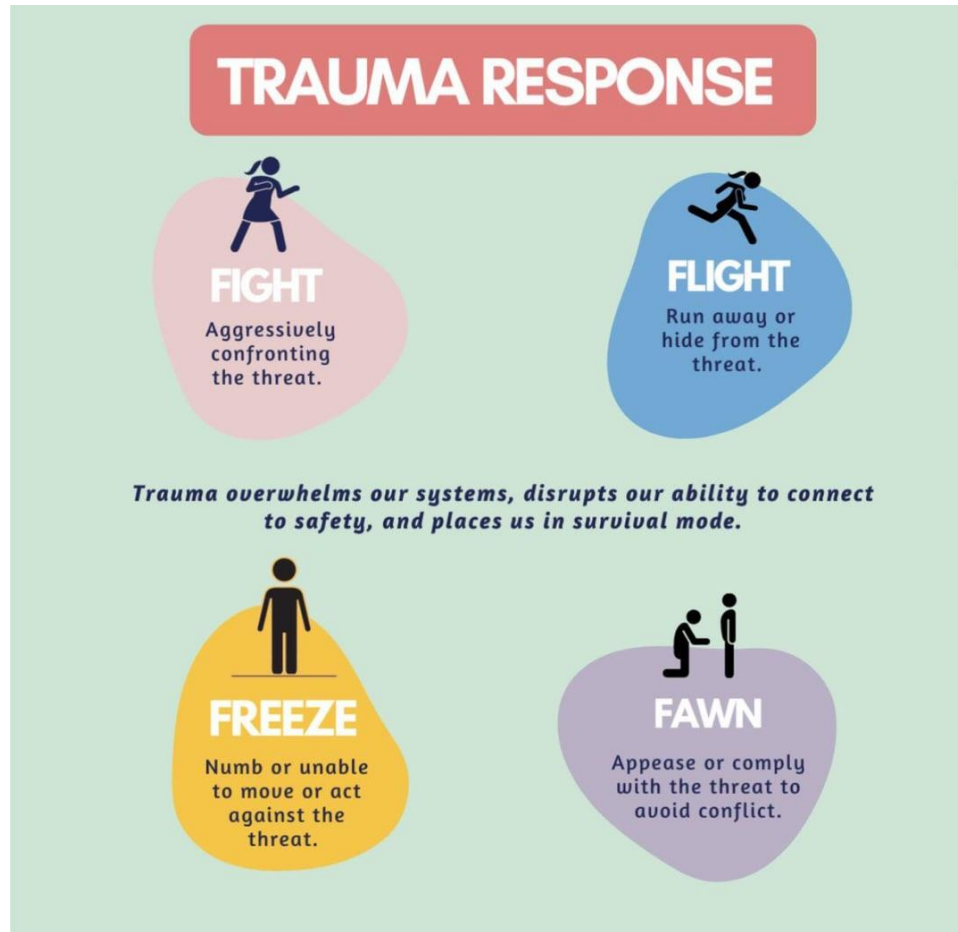 TRAUMA RESPONSE
FIGHT
Aggressively
confronting
the threat.
FLIGHT
Run away or
hide from the
threat.
Trauma overwhelms our systems, disrupts our ability to connect
to safety, and places us in survival mode.
FREEZE
Numb or unable
to move or act
against the
threat.
FAWN
Appease or comply
with the threat to
avoid conflict.